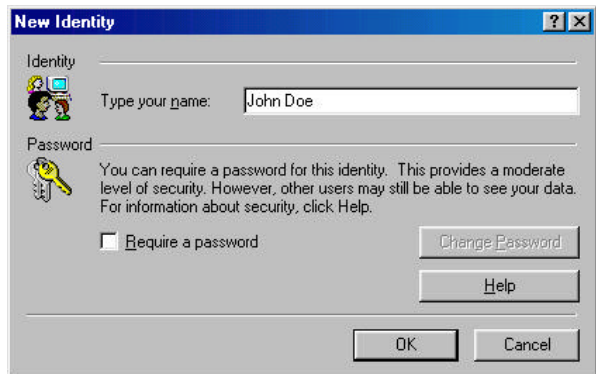 New Identity
Identity
Type your name: John Doe
Password
You can require a password for this identity. This provides a moderate
level of security. However, other users may still be able to see your data.
For information about security, click Help.
Require a password Change Password
Help
OK Cancel